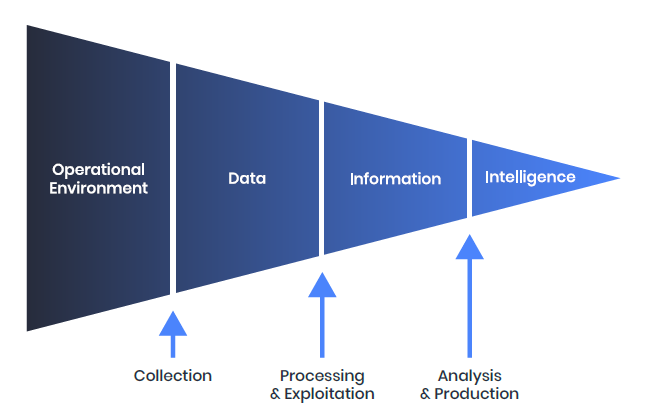 Operational
Environment
Data
Information
Intelligence
Collection
Processing
& Exploitation
Analysis
& Production